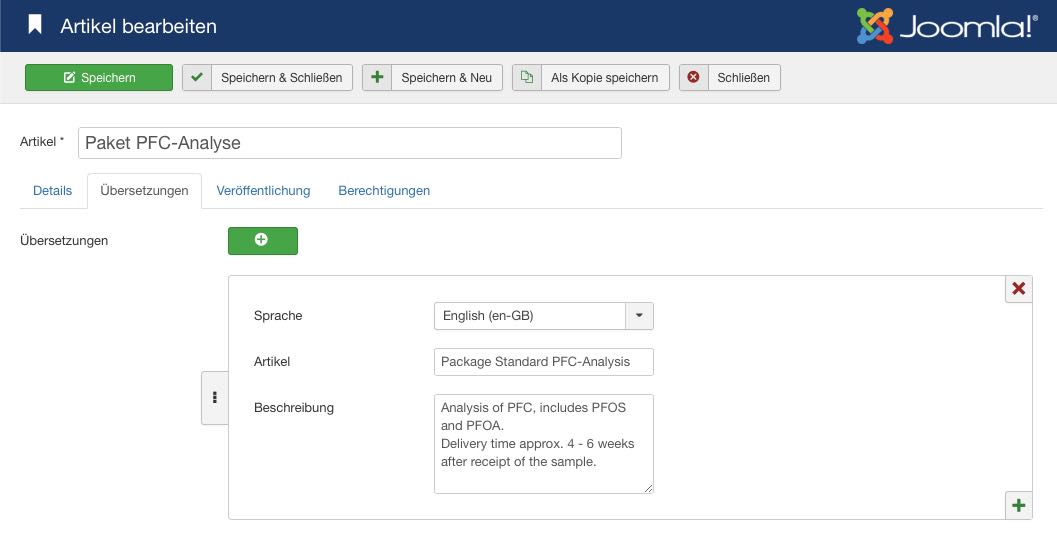 Artikel bearbeiten
Joomla!®
Speichern
Speichern & Schließen
Speichern & Neu
Als Kopie speichern
Schließen
Artikel * Paket PFC-Analyse
Details Übersetzungen Veröffentlichung Berechtigungen
Übersetzungen
Sprache English (en-GB)
Artikel Package Standard PFC-Analysis
Beschreibung Analysis of PFC, includes PFOS
and PFOA.
Delivery time approx. 4 - 6 weeks
after receipt of the sample.